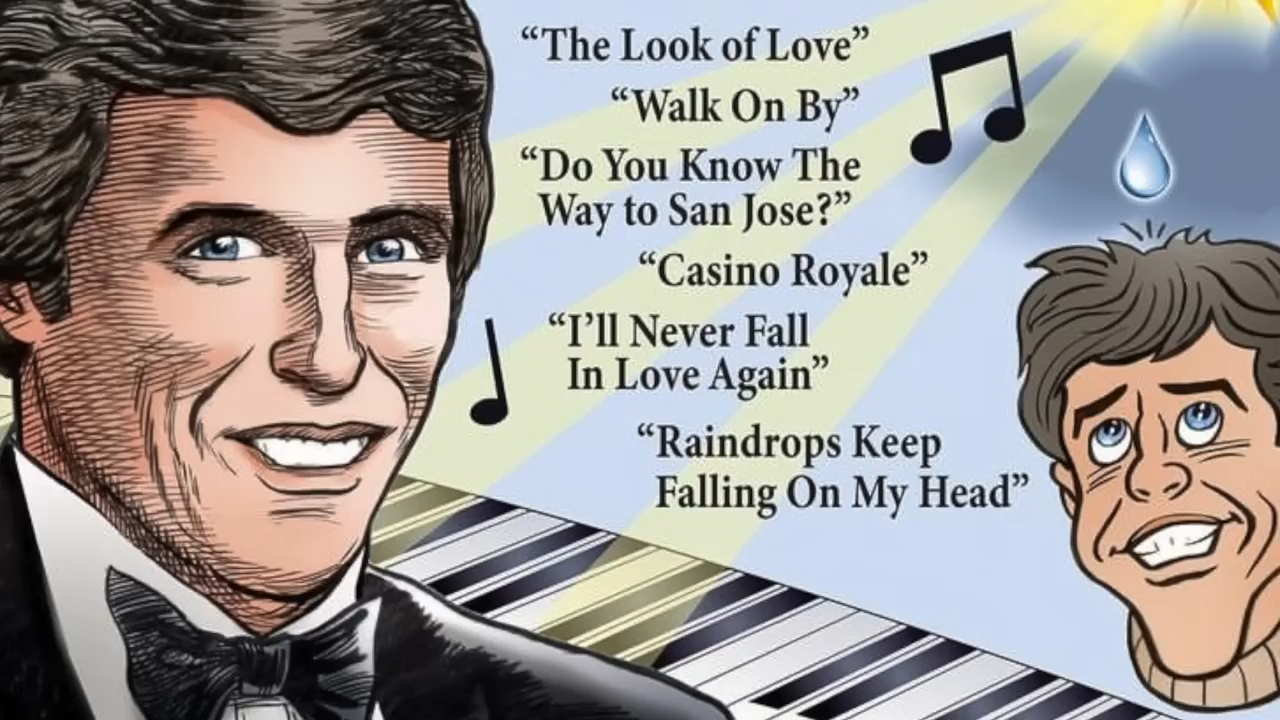 “The Look of Love”
“Walk On By”
“Do You Know The
Way to San Jose?”
“Casino Royale”
“I’ll Never Fall
In Love Again”
“Raindrops Keep
Falling On My Head”